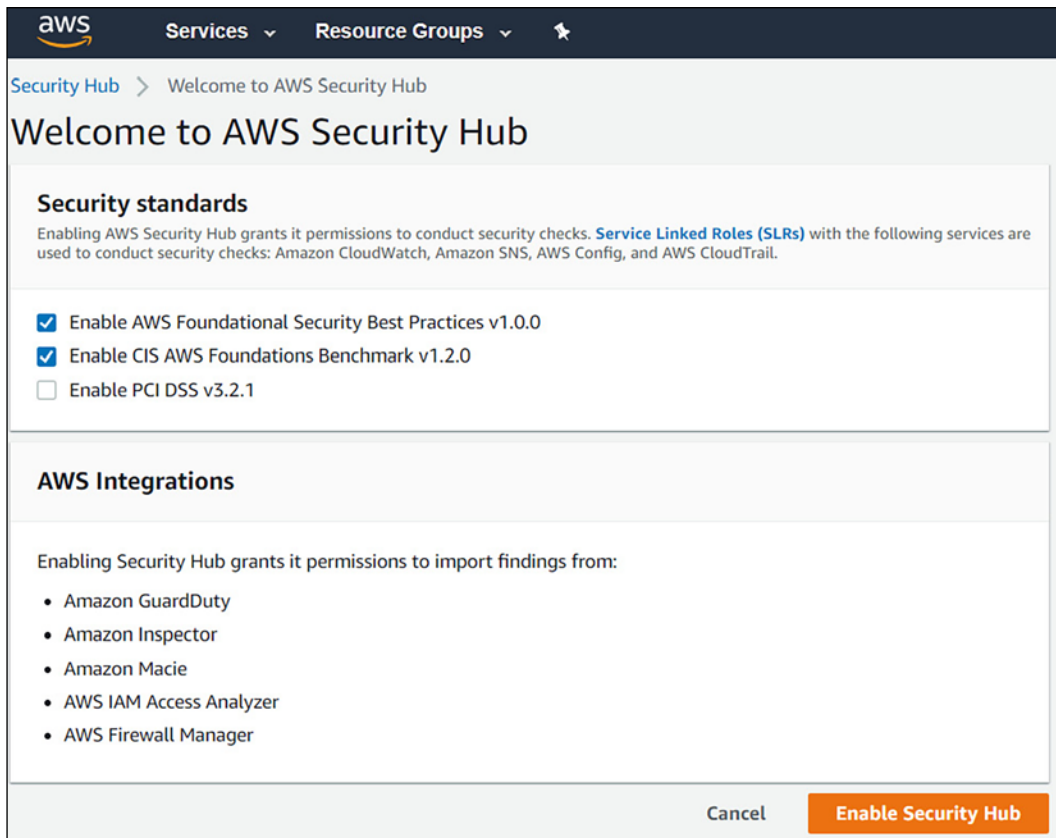 aws Services Resource Groups
Security Hub > Welcome to AWS Security Hub
Welcome to AWS Security Hub
Security standards
Enabling AWS Security Hub grants it permissions to conduct security checks. Service Linked Roles (SLRs) with the following services are
used to conduct security checks: Amazon CloudWatch, Amazon SNS, AWS Config, and AWS CloudTrail.
Enable AWS Foundational Security Best Practices v1.0.0
Enable CIS AWS Foundations Benchmark v1.2.0
Enable PCI DSS v3.2.1
AWS Integrations
Enabling Security Hub grants it permissions to import findings from:
• Amazon GuardDuty
• Amazon Inspector
• Amazon Macie
• AWS IAM Access Analyzer
• AWS Firewall Manager
Cancel Enable Security Hub